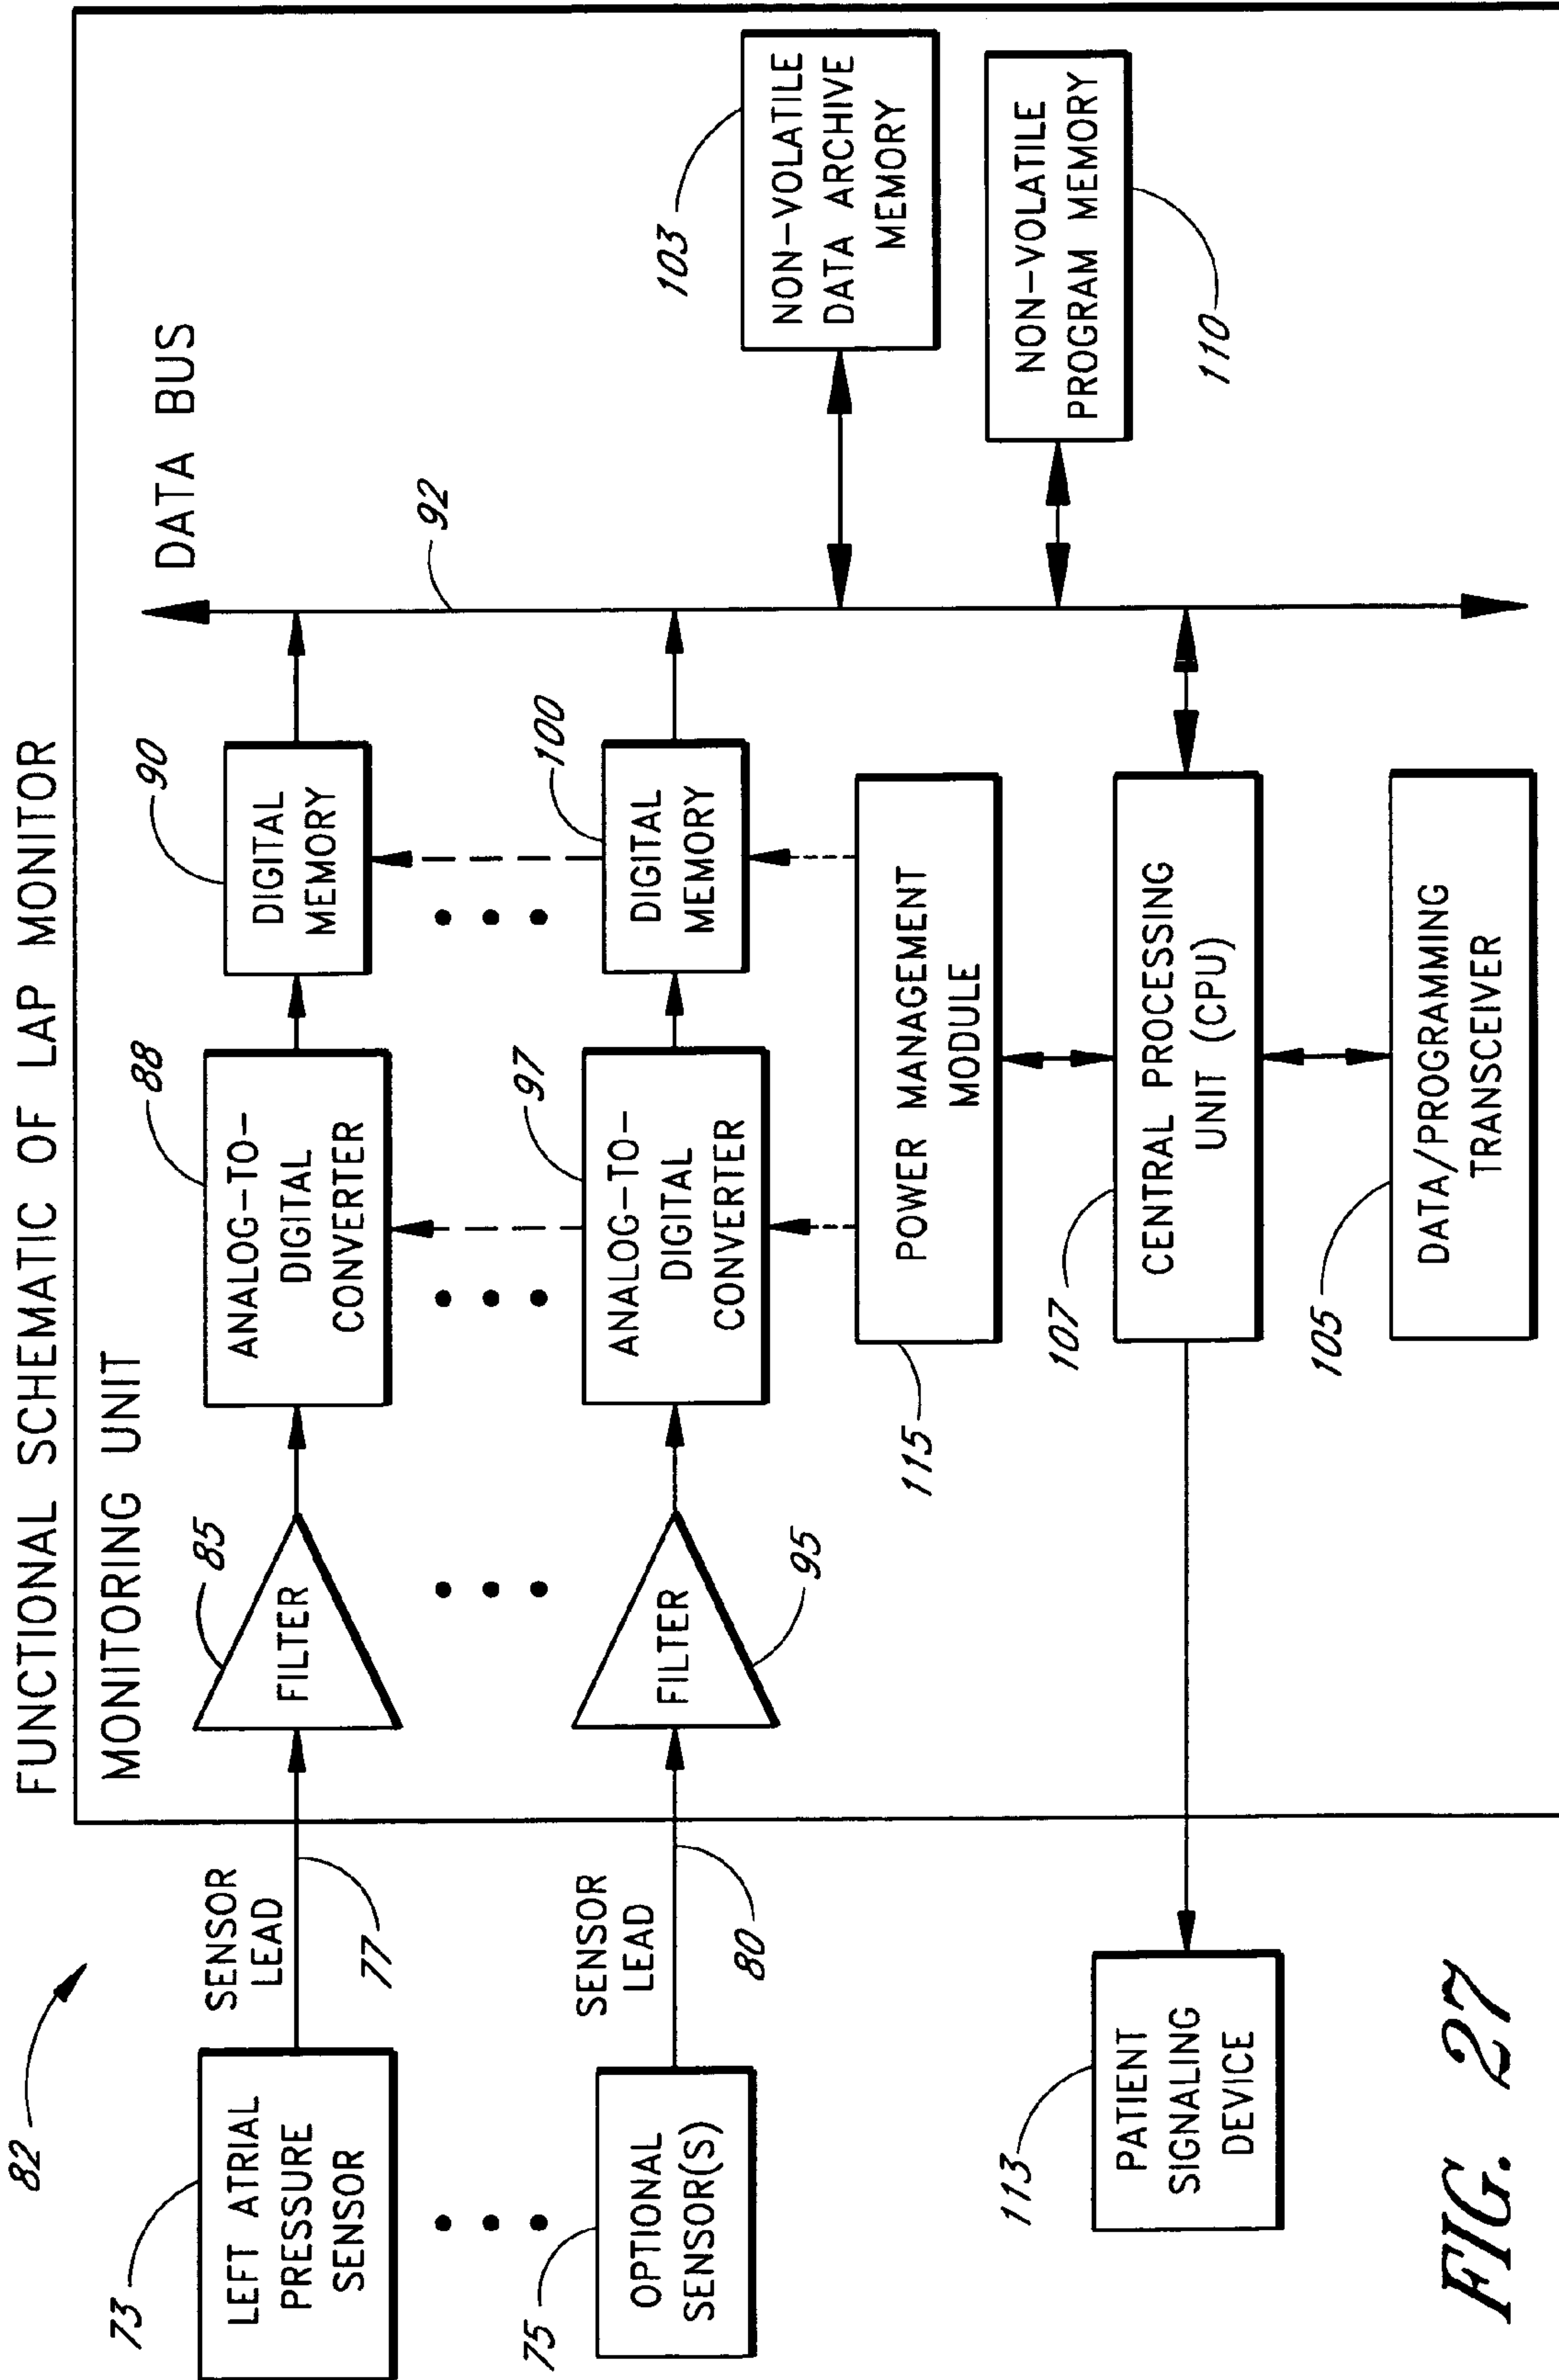 FUNCTIONAL SCHEMATIC OF LAP MONITOR
82
MONITORING UNIT
DATA BUS
73
LEFT ATRIAL
PRESSURE
SENSOR
SENSOR
LEAD
77
85
FILTER
88
ANALOG-TO-
DIGITAL
CONVERTER
90
DIGITAL
MEMORY
92
75
OPTIONAL
SENSOR(S)
SENSOR
LEAD
80
FILTER
95
97
ANALOG-TO-
DIGITAL
CONVERTER
100
DIGITAL
MEMORY
103
NON-VOLATILE
DATA ARCHIVE
MEMORY
NON-VOLATILE
PROGRAM MEMORY
110
115
POWER MANAGEMENT
MODULE
107
CENTRAL PROCESSING
UNIT (CPU)
113
PATIENT
SIGNALING
DEVICE
105
DATA/PROGRAMMING
TRANSCEIVER
FIG. 27